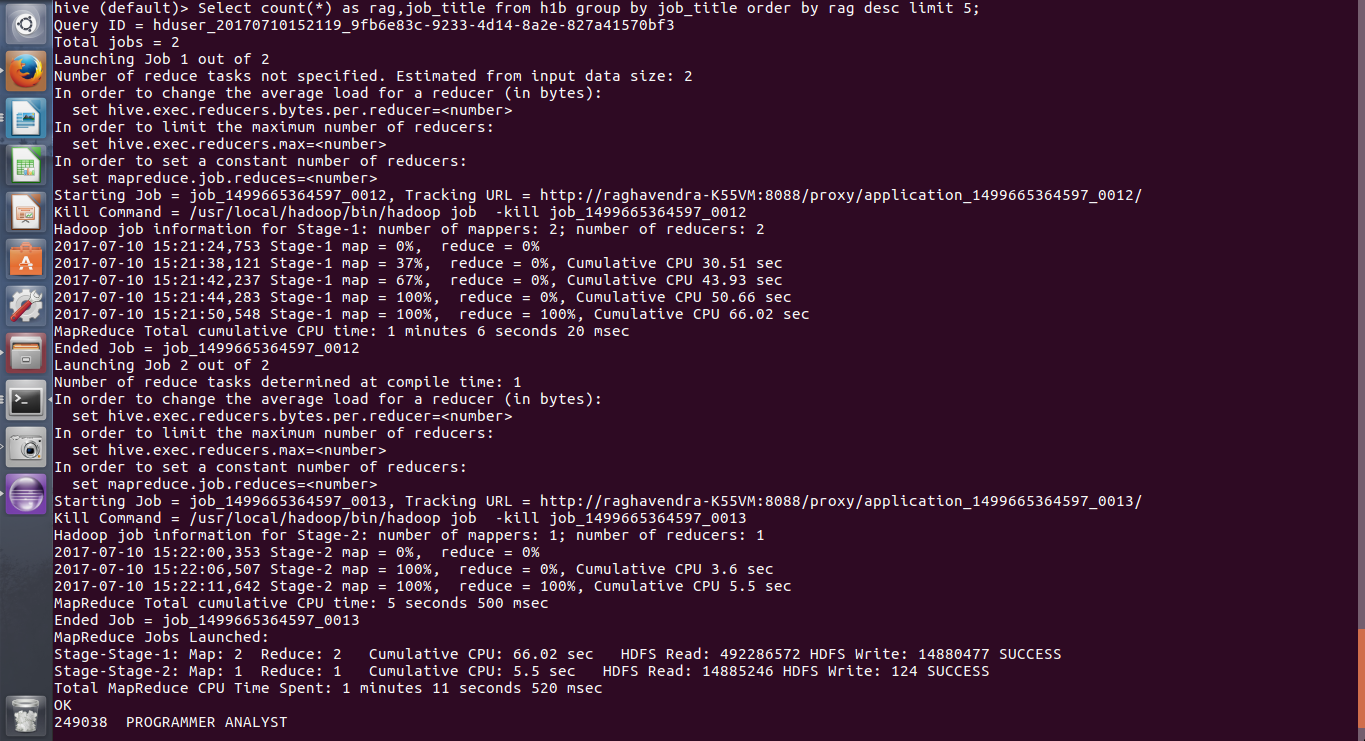 hive (default)> Select count(*) as rag,job_title from h1b group by job_title order by rag desc limit 5;
Query ID = hduser_20170710152119_9fb6e83c-9233-4d14-8a2e-827a41570bf3
Total jobs = 2
Launching Job 1 out of 2
Number of reduce tasks not specified. Estimated from input data size: 2
In order to change the average load for a reducer (in bytes):
  set hive.exec.reducers.bytes.per.reducer=<number>
In order to limit the maximum number of reducers:
  set hive.exec.reducers.max=<number>
In order to set a constant number of reducers:
  set mapreduce.job.reduces=<number>
Starting Job = job_1499665364597_0012, Tracking URL = http://raghavendra-K55VM:8088/proxy/application_1499665364597_0012/
Kill Command = /usr/local/hadoop/bin/hadoop job  -kill job_1499665364597_0012
Hadoop job information for Stage-1: number of mappers: 2; number of reducers: 2
2017-07-10 15:21:24,753 Stage-1 map = 0%,  reduce = 0%
2017-07-10 15:21:38,121 Stage-1 map = 37%,  reduce = 0%, Cumulative CPU 30.51 sec
2017-07-10 15:21:42,237 Stage-1 map = 67%,  reduce = 0%, Cumulative CPU 43.93 sec
2017-07-10 15:21:44,283 Stage-1 map = 100%,  reduce = 0%, Cumulative CPU 50.66 sec
2017-07-10 15:21:50,548 Stage-1 map = 100%,  reduce = 100%, Cumulative CPU 66.02 sec
MapReduce Total cumulative CPU time: 1 minutes 6 seconds 20 msec
Ended Job = job_1499665364597_0012
Launching Job 2 out of 2
Number of reduce tasks determined at compile time: 1
In order to change the average load for a reducer (in bytes):
  set hive.exec.reducers.bytes.per.reducer=<number>
In order to limit the maximum number of reducers:
  set hive.exec.reducers.max=<number>
In order to set a constant number of reducers:
  set mapreduce.job.reduces=<number>
Starting Job = job_1499665364597_0013, Tracking URL = http://raghavendra-K55VM:8088/proxy/application_1499665364597_0013/
Kill Command = /usr/local/hadoop/bin/hadoop job  -kill job_1499665364597_0013
Hadoop job information for Stage-2: number of mappers: 1; number of reducers: 1
2017-07-10 15:22:00,353 Stage-2 map = 0%,  reduce = 0%
2017-07-10 15:22:06,507 Stage-2 map = 100%,  reduce = 0%, Cumulative CPU 3.6 sec
2017-07-10 15:22:11,642 Stage-2 map = 100%,  reduce = 100%, Cumulative CPU 5.5 sec
MapReduce Total cumulative CPU time: 5 seconds 500 msec
Ended Job = job_1499665364597_0013
MapReduce Jobs Launched:
Stage-Stage-1: Map: 2  Reduce: 2   Cumulative CPU: 66.02 sec   HDFS Read: 492286572 HDFS Write: 14880477 SUCCESS
Stage-Stage-2: Map: 1  Reduce: 1   Cumulative CPU: 5.5 sec   HDFS Read: 14885246 HDFS Write: 124 SUCCESS
Total MapReduce CPU Time Spent: 1 minutes 11 seconds 520 msec
OK
249038  PROGRAMMER ANALYST